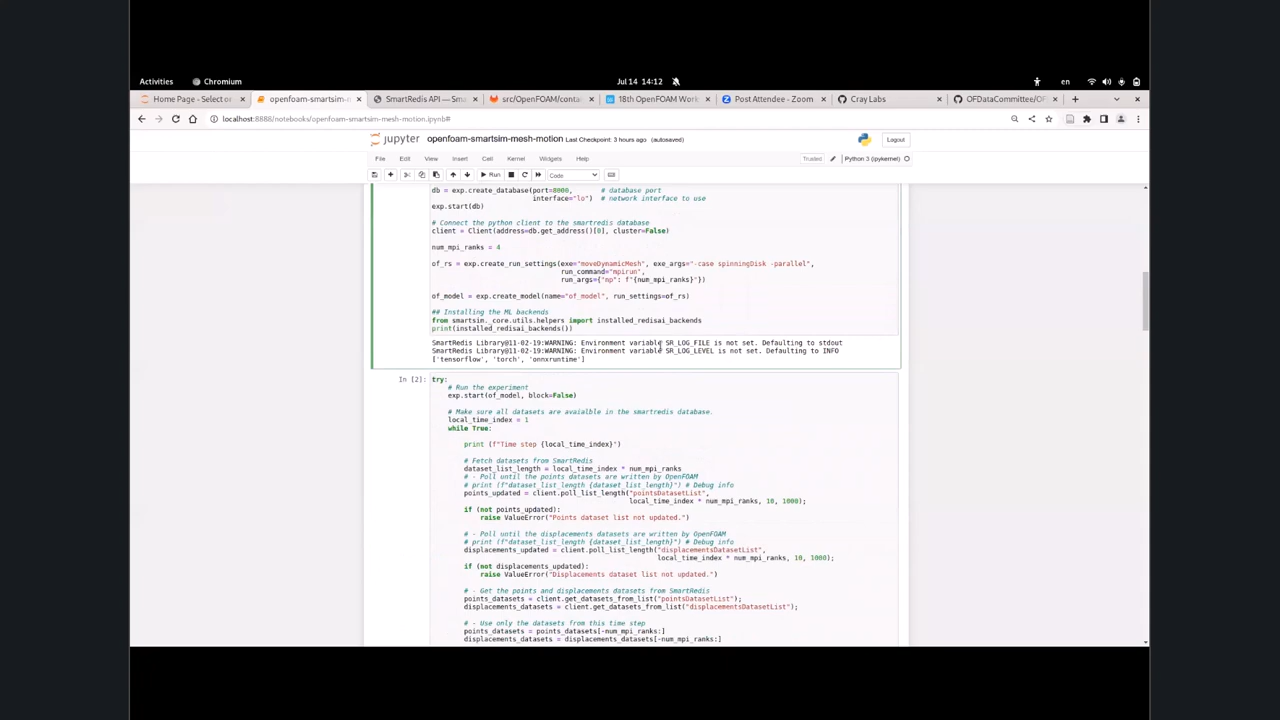 Activities
Chromium
Jul 14 14:12
en
Home Page - Select or
openfoam-smartsim-m
SmartRedis API — Sma
src/OpenFOAM/conta
18th OpenFOAM Work
Post Attendee - Zoom
Cray Labs
OFDataCommittee/OF
localhost:8888/notebooks/openfoam-smartsim-mesh-motion.ipynb#
jupyter openfoam-smartsim-mesh-motion Last Checkpoint: 3 hours ago (autosaved)
Logout
File Edit View Insert Cell Kernel Widgets Help
Trusted
Python 3 (ipykernel)
Run
Code
db = exp.create_database(port=8000, # database port
interface="lo") # network interface to use
exp.start(db)
# Connect the python client to the smartredis database
client = Client(address=db.get_address()[0], cluster=False)
num_mpi_ranks = 4
of_rs = exp.create_run_settings(exe="moveDynamicMesh", exe_args="-case spinningDisk -parallel",
run_command="mpirun",
run_args={"np": f"{num_mpi_ranks}"})
of_model = exp.create_model(name="of_model", run_settings=of_rs)
## Installing the ML backends
from smartsim._core.utils.helpers import installed_redisai_backends
print(installed_redisai_backends())
SmartRedis Library@11-02-19:WARNING: Environment variable SR_LOG_FILE is not set. Defaulting to stdout
SmartRedis Library@11-02-19:WARNING: Environment variable SR_LOG_LEVEL is not set. Defaulting to INFO
['tensorflow', 'torch', 'onnxruntime']
In [2]: try:
# Run the experiment
exp.start(of_model, block=False)
# Make sure all datasets are avaialble in the smartredis database.
local_time_index = 1
while True:
print (f"Time step {local_time_index}")
# Fetch datasets from SmartRedis
dataset_list_length = local_time_index * num_mpi_ranks
# - Poll until the points datasets are written by OpenFOAM
# print (f"dataset_list_length {dataset_list_length}") # Debug info
points_updated = client.poll_list_length("pointsDatasetList",
local_time_index * num_mpi_ranks, 10, 1000);
if (not points_updated):
raise ValueError("Points dataset list not updated.")
# - Poll until the displacements datasets are written by OpenFOAM
# print (f"dataset_list_length {dataset_list_length}") # Debug info
displacements_updated = client.poll_list_length("displacementsDatasetList",
local_time_index * num_mpi_ranks, 10, 1000);
if (not displacements_updated):
raise ValueError("Displacements dataset list not updated.")
# - Get the points and displacements datasets from SmartRedis
points_datasets = client.get_datasets_from_list("pointsDatasetList");
displacements_datasets = client.get_datasets_from_list("displacementsDatasetList");
# - Use only the datasets from this time step
points_datasets = points_datasets[-num_mpi_ranks:]
displacements_datasets = displacements_datasets[-num_mpi_ranks:]